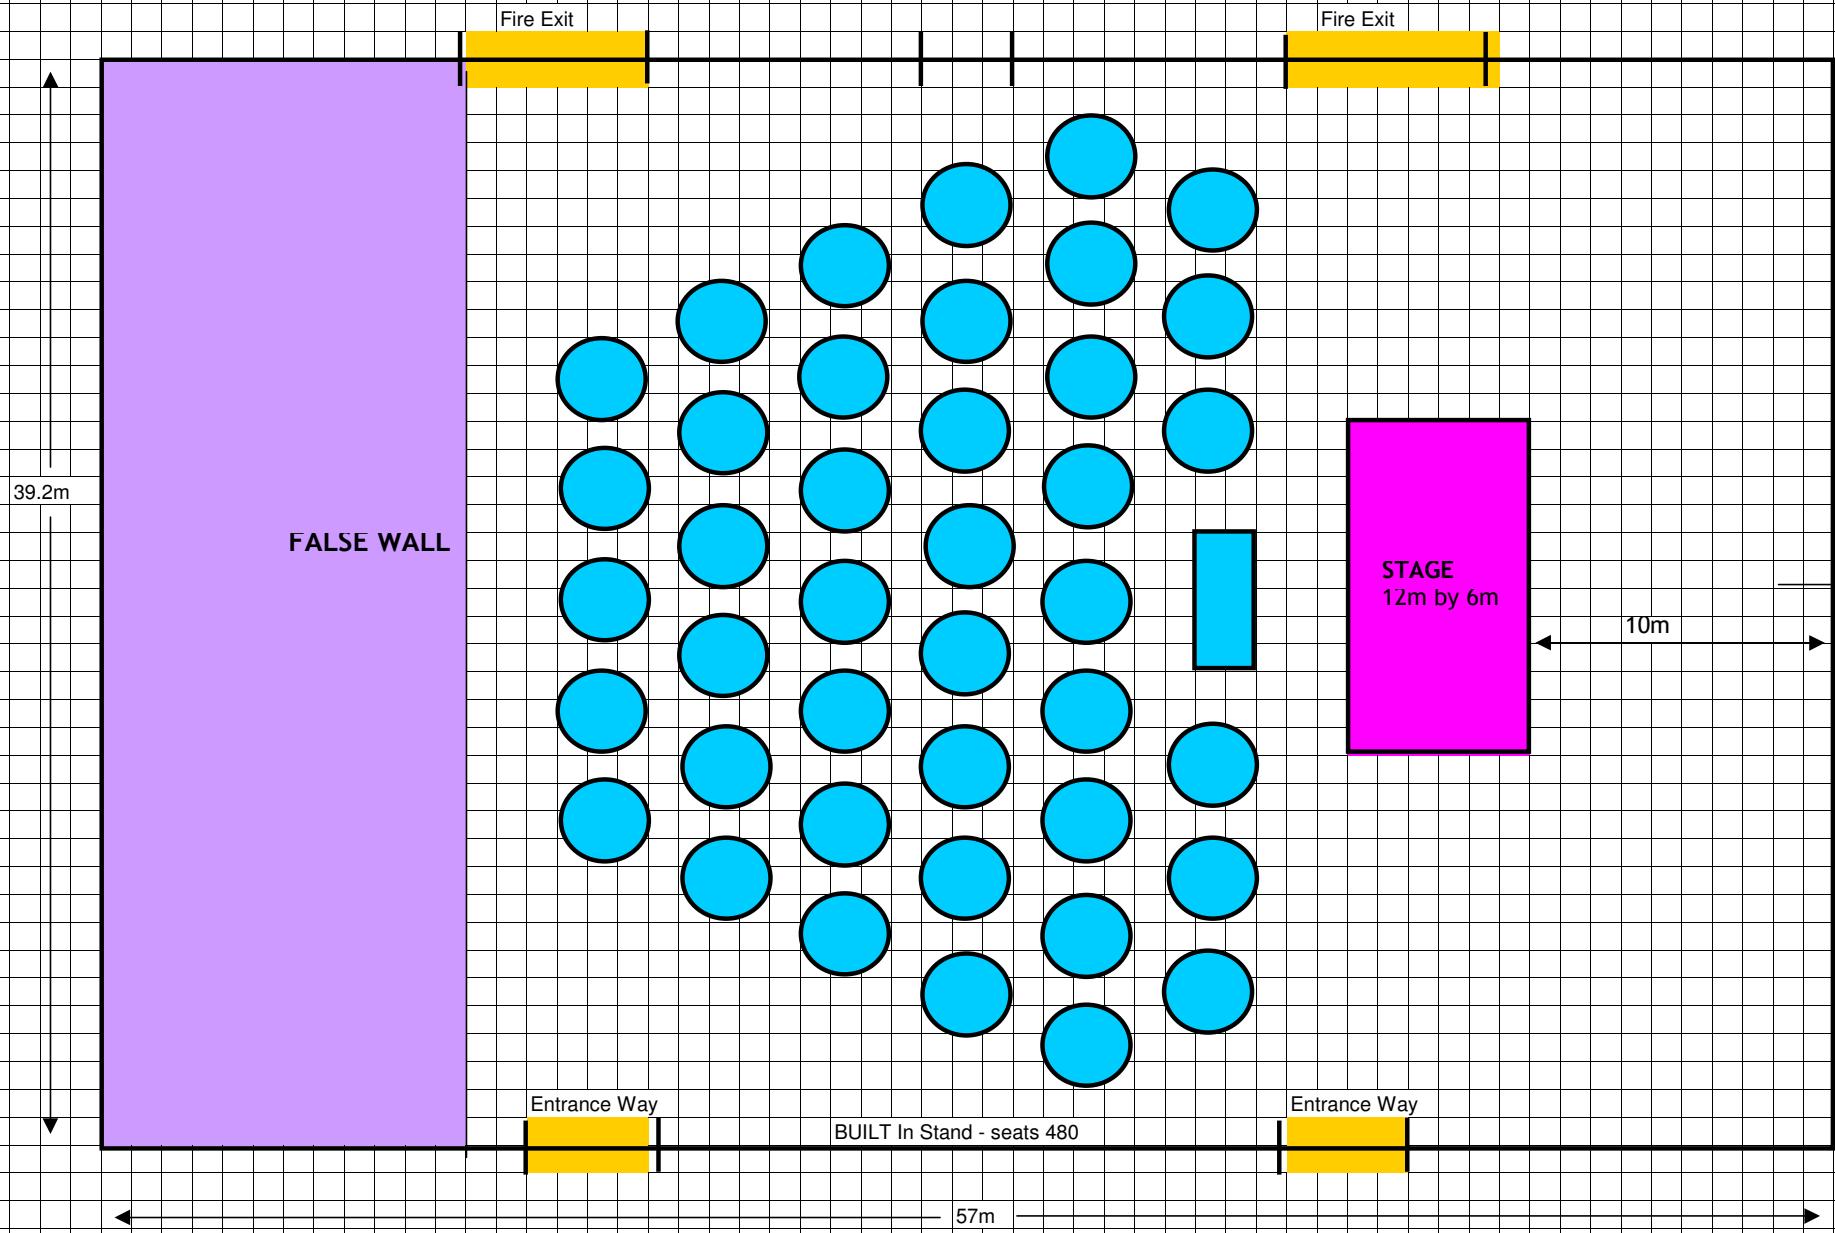 Fire Exit
Fire Exit
39.2m
FALSE WALL
STAGE
12m by 6m
10m
Entrance Way
Entrance Way
BUILT In Stand - seats 480
57m